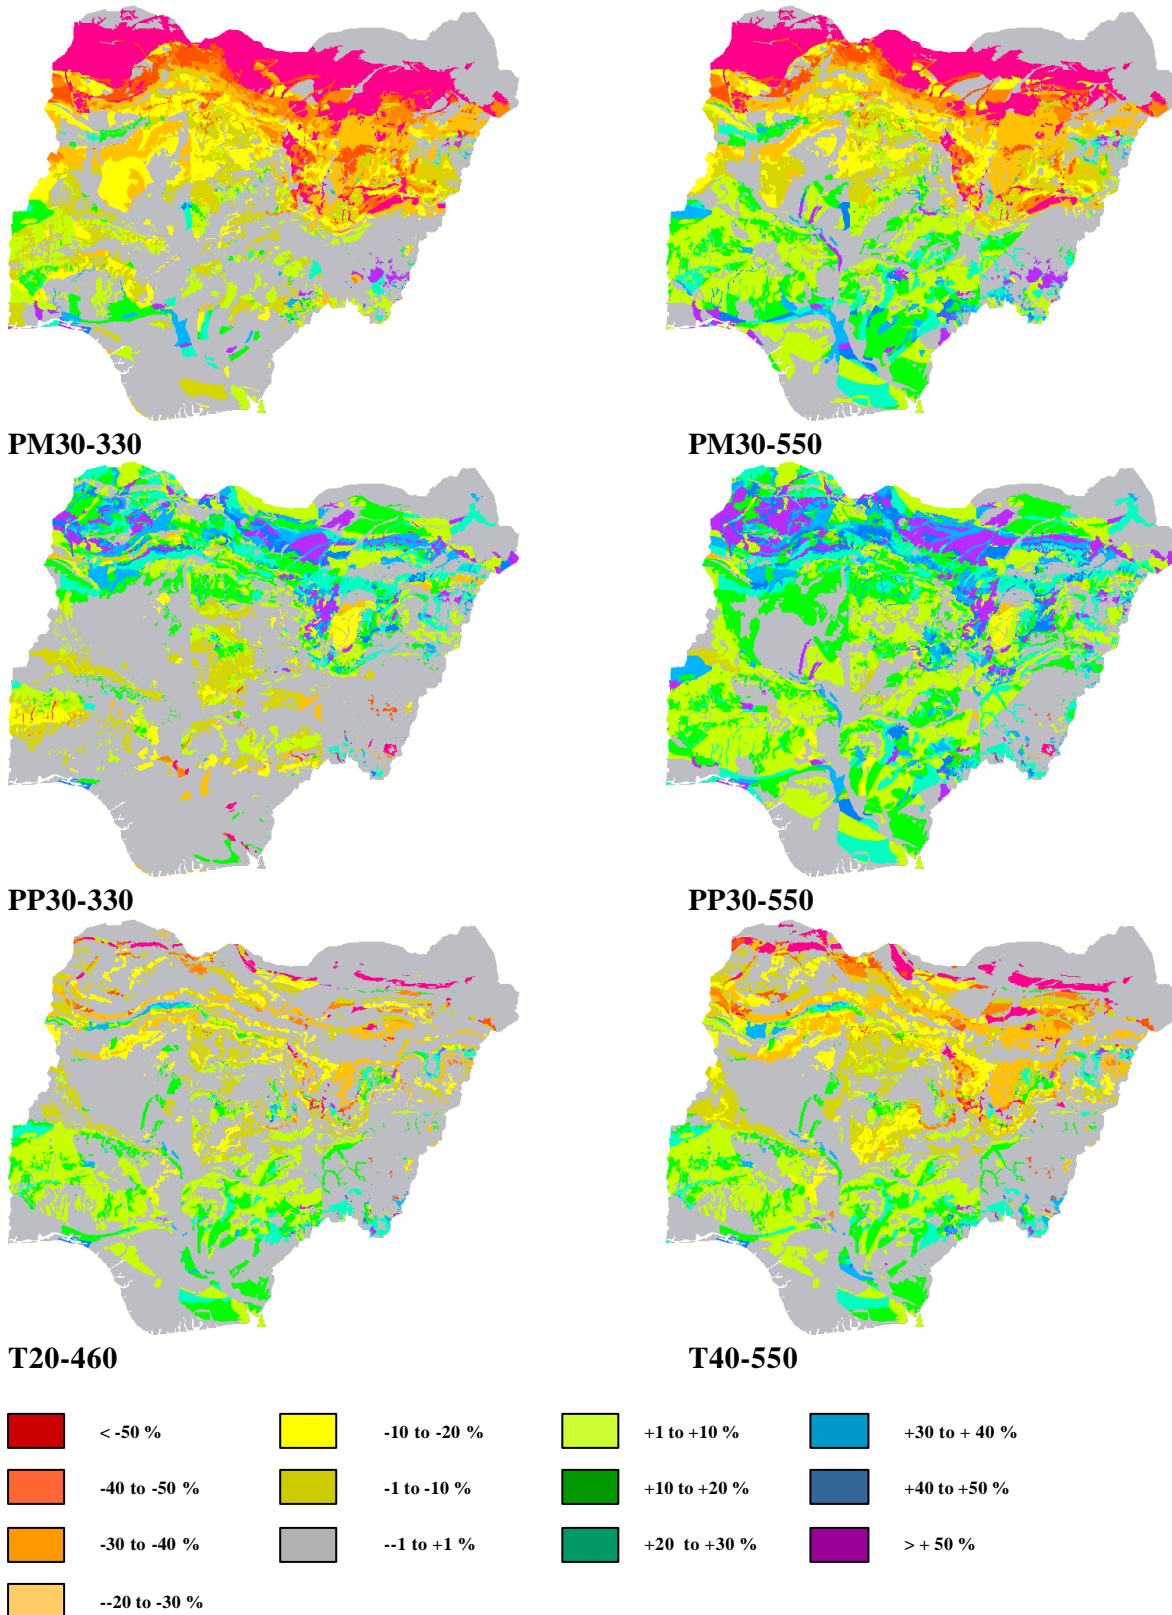 PM30-330 PM30-550
PP30-330 PP30-550
T20-460 T40-550
< -50 % -10 to -20 % +1 to +10 % +30 to + 40 %
-40 to -50 % -1 to -10 % +10 to +20 % +40 to +50 %
-30 to -40 % --1 to +1 % +20 to +30 % > + 50 %
--20 to -30 %